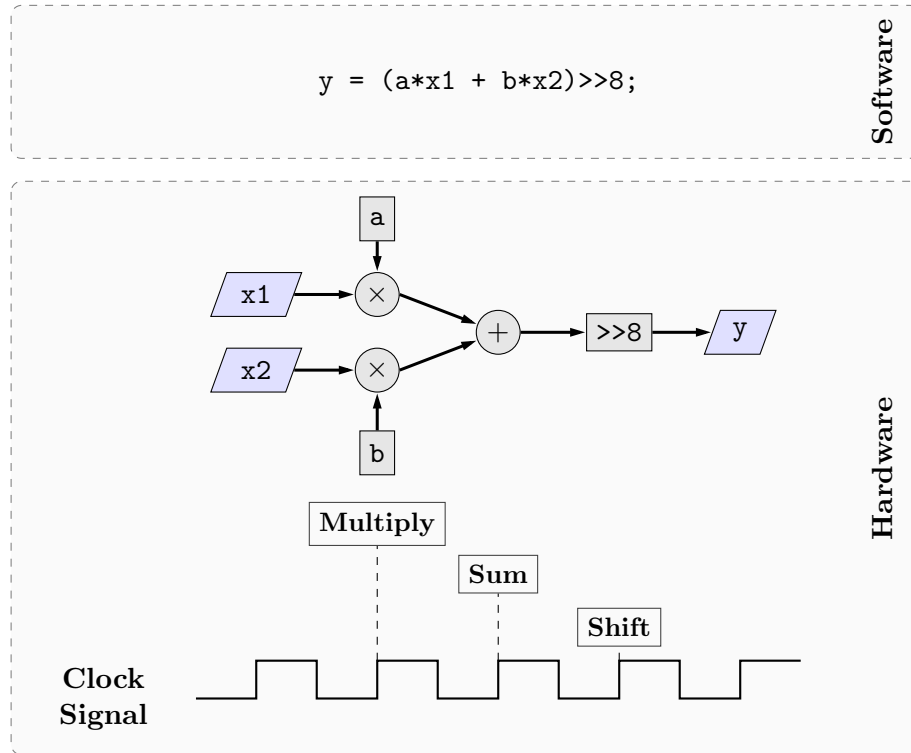 y = (a*x1 + b*x2)>>8;
Software
a
x1
×
+
>>8
y
x2
×
b
Hardware
Multiply
Sum
Shift
Clock
Signal